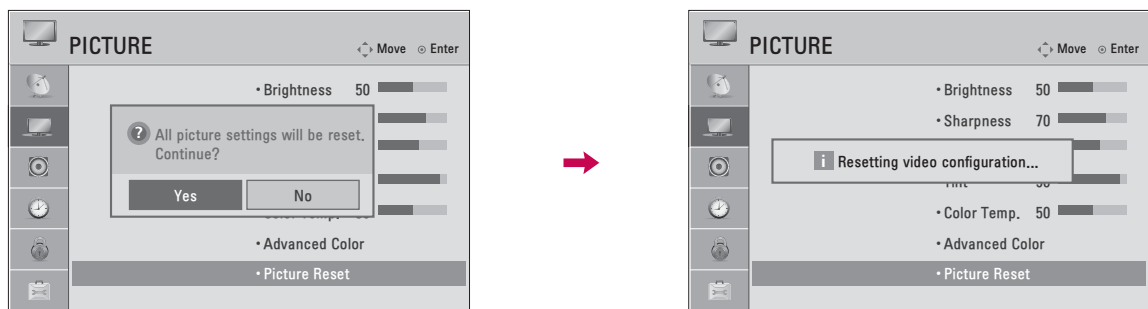 PICTURE
Move Enter
• Brightness 50
? All picture settings will be reset.
Continue?
Yes No
• Advanced Color
• Picture Reset
PICTURE
Move Enter
• Brightness 50
• Sharpness 70
i Resetting video configuration...
• Color Temp. 50
• Advanced Color
• Picture Reset